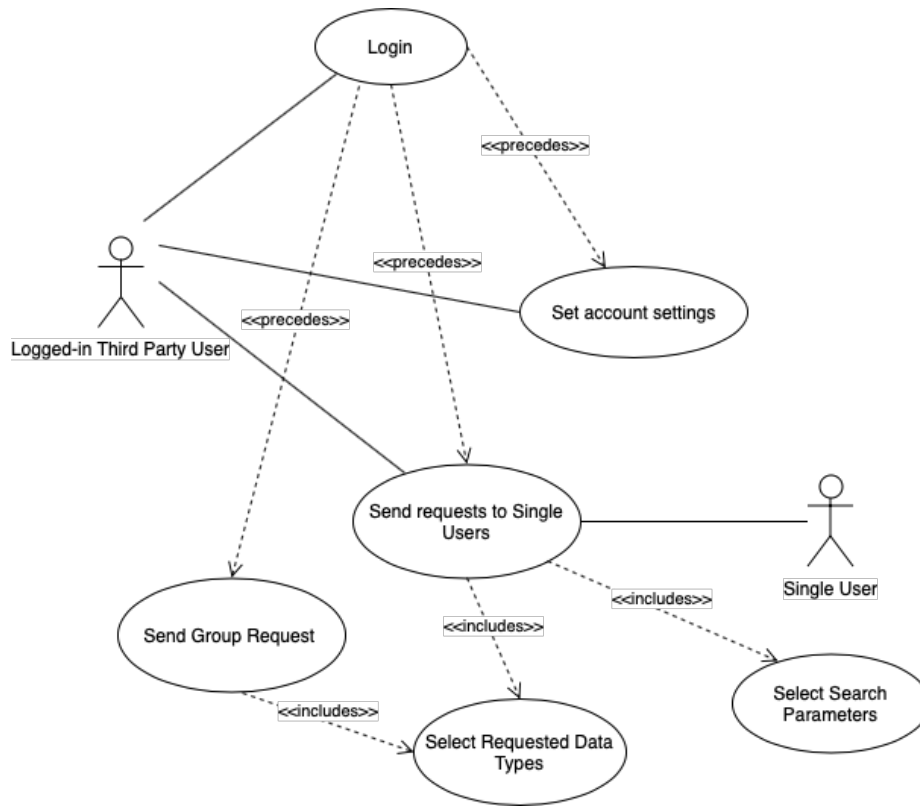 Login
<<precedes>>
<<precedes>>
Set account settings
<<precedes>>
Logged-in Third Party User
Send requests to Single
Users
Single User
<<includes>>
<<includes>>
Send Group Request
Select Search
Parameters
<<includes>>
Select Requested Data
Types